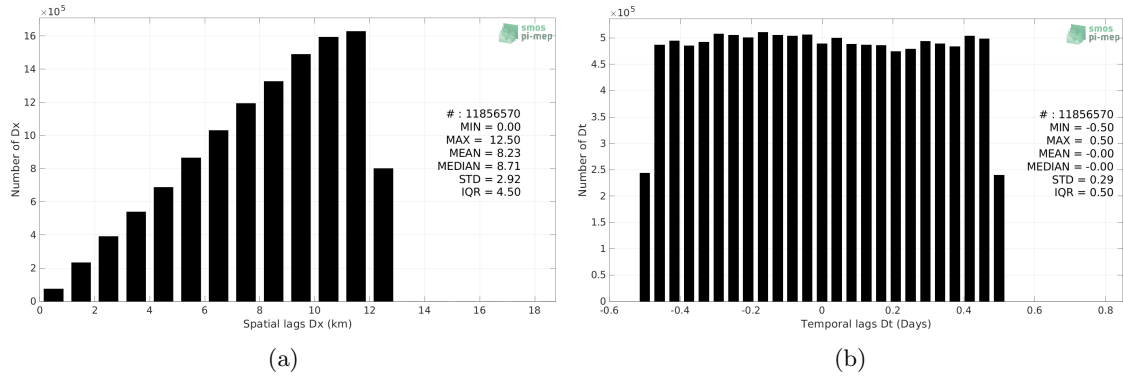 ×10⁵
16
14
12
10
8
6
4
2
0
Number of Dx
smos
pi-mep
# : 11856570
MIN = 0.00
MAX = 12.50
MEAN = 8.23
MEDIAN = 8.71
STD = 2.92
IQR = 4.50
0 2 4 6 8 10 12 14 16 18
Spatial lags Dx (km)
(a)
×10⁵
5
4.5
4
3.5
3
2.5
2
1.5
1
0.5
0
Number of Dt
smos
pi-mep
# : 11856570
MIN = -0.50
MAX = 0.50
MEAN = -0.00
MEDIAN = -0.00
STD = 0.29
IQR = 0.50
-0.6 -0.4 -0.2 0 0.2 0.4 0.6 0.8
Temporal lags Dt (Days)
(b)